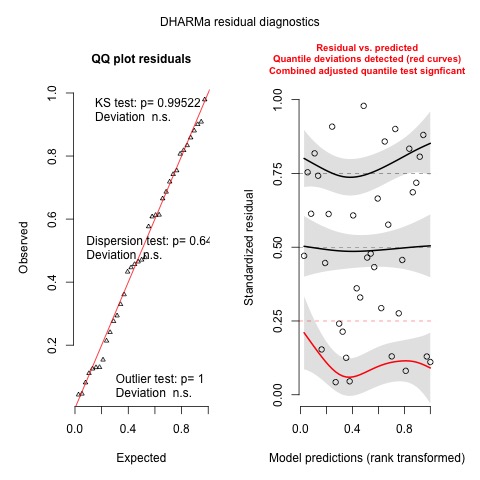 DHARMa residual diagnostics
QQ plot residuals
KS test: p= 0.99522
Deviation n.s.
Dispersion test: p= 0.64
Deviation n.s.
Outlier test: p= 1
Deviation n.s.
Observed
0.2
0.4
0.6
0.8
1.0
0.0
0.4
0.8
Expected
Residual vs. predicted
Quantile deviations detected (red curves)
Combined adjusted quantile test signficant
Standardized residual
0.00
0.25
0.50
0.75
1.00
0.0
0.4
0.8
Model predictions (rank transformed)